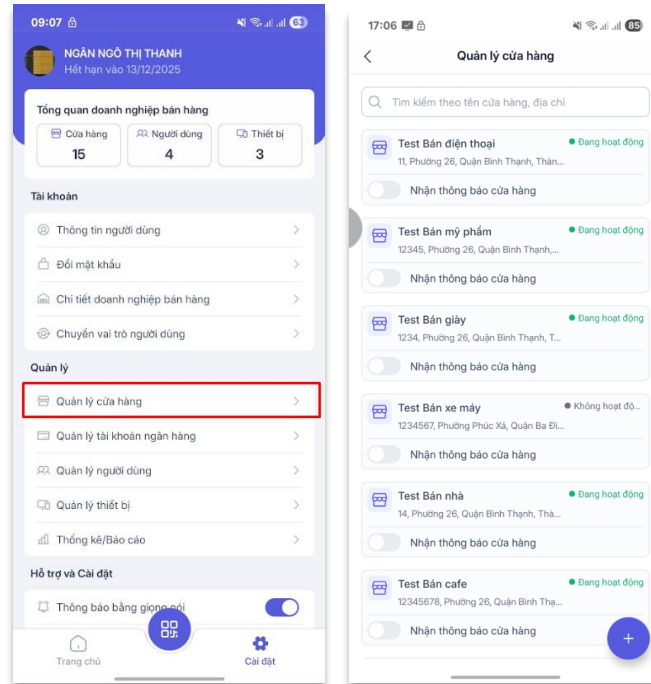 09:07
63
NGÂN NGÔ THỊ THANH
Hết hạn vào 13/12/2025
Tổng quan doanh nghiệp bán hàng
Cửa hàng
15
Người dùng
4
Thiết bị
3
Tài khoản
Thông tin người dùng
Đổi mật khẩu
Chi tiết doanh nghiệp bán hàng
Chuyển vai trò người dùng
Quản lý
Quản lý cửa hàng
Quản lý tài khoản ngân hàng
Quản lý người dùng
Quản lý thiết bị
Thống kê/Báo cáo
Hỗ trợ và Cài đặt
Thông báo bằng giọng nói
Trang chủ
Cài đặt
17:06
85
Quản lý cửa hàng
Tìm kiếm theo tên cửa hàng, địa chỉ
Test Bán điện thoại
Đang hoạt động
11, Phường 26, Quận Bình Thạnh, Thàn...
Nhận thông báo cửa hàng
Test Bán mỹ phẩm
Đang hoạt động
12345, Phường 26, Quận Bình Thạnh,...
Nhận thông báo cửa hàng
Test Bán giày
Đang hoạt động
1234, Phường 26, Quận Bình Thạnh, T...
Nhận thông báo cửa hàng
Test Bán xe máy
Không hoạt độ...
1234567, Phường Phúc Xá, Quận Ba Đì...
Nhận thông báo cửa hàng
Test Bán nhà
Đang hoạt động
14, Phường 26, Quận Bình Thạnh, Thà...
Nhận thông báo cửa hàng
Test Bán cafe
Đang hoạt động
12345678, Phường 26, Quận Bình Thạ...
Nhận thông báo cửa hàng